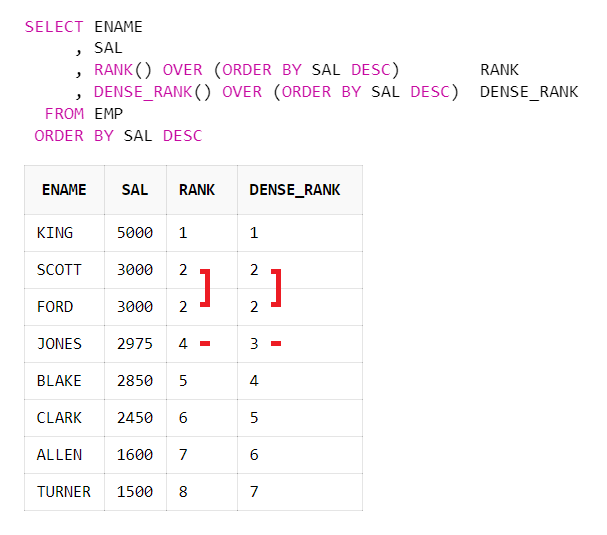 SELECT ENAME
, SAL
, RANK() OVER (ORDER BY SAL DESC) RANK
, DENSE_RANK() OVER (ORDER BY SAL DESC) DENSE_RANK
FROM EMP
ORDER BY SAL DESC
ENAME SAL RANK DENSE_RANK
KING 5000 1 1
SCOTT 3000 2 2
FORD 3000 2 2
JONES 2975 4 3
BLAKE 2850 5 4
CLARK 2450 6 5
ALLEN 1600 7 6
TURNER 1500 8 7